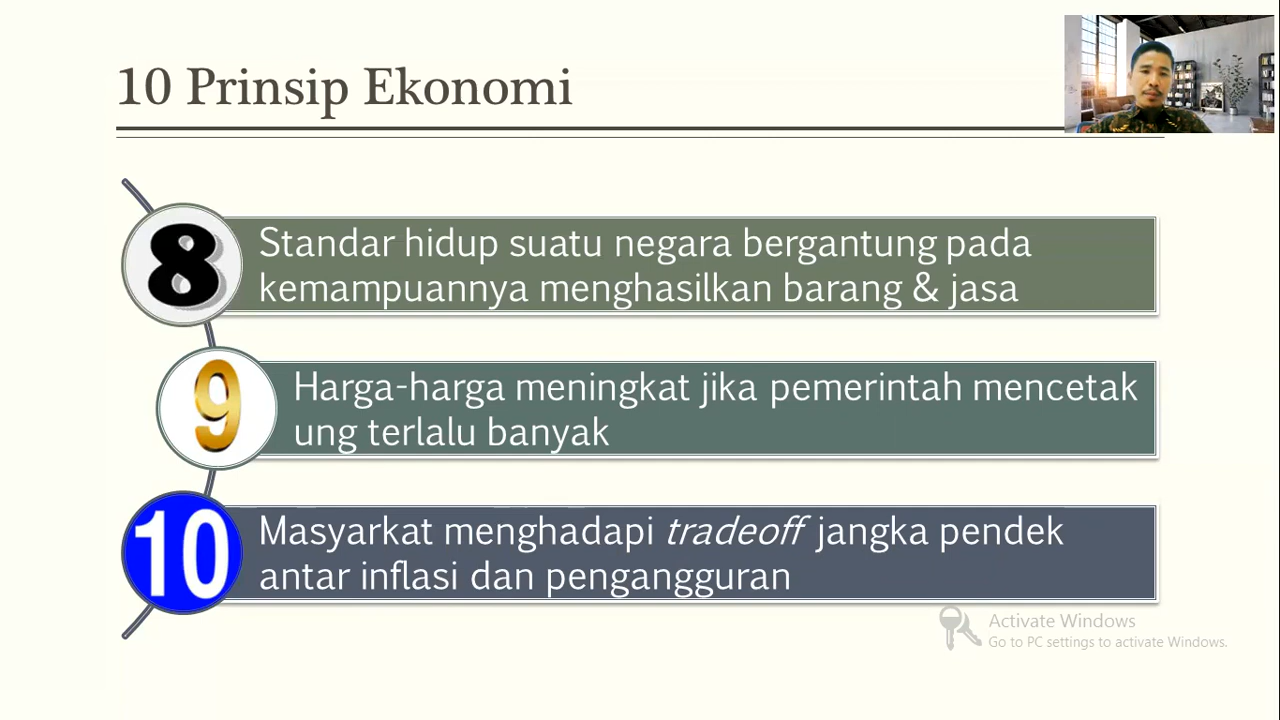 10 Prinsip Ekonomi
8
Standar hidup suatu negara bergantung pada
kemampuannya menghasilkan barang & jasa
9
Harga-harga meningkat jika pemerintah mencetak
ung terlalu banyak
10
Masyarkat menghadapi tradeoff jangka pendek
antar inflasi dan pengangguran
Activate Windows
Go to PC settings to activate Windows.